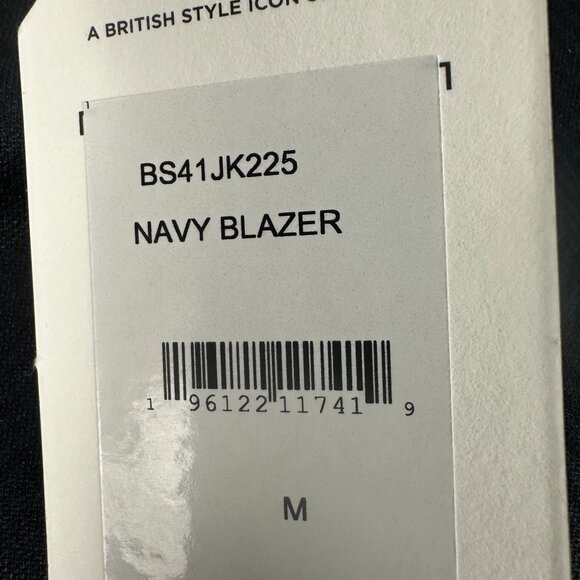 A BRITISH STYLE ICON
BS41JK225
NAVY BLAZER
1 96122 11741 9
M